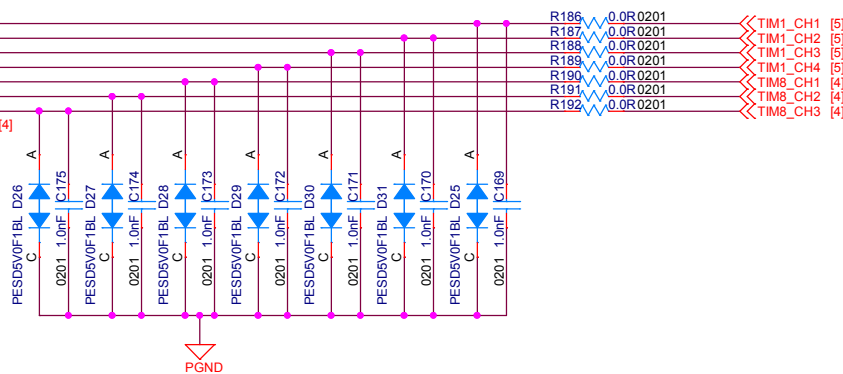 R186 0.0R 0201 TIM1_CH1 [5]
R187 0.0R 0201 TIM1_CH2 [5]
R188 0.0R 0201 TIM1_CH3 [5]
R189 0.0R 0201 TIM1_CH4 [5]
R190 0.0R 0201 TIM8_CH1 [4]
R191 0.0R 0201 TIM8_CH2 [4]
R192 0.0R 0201 TIM8_CH3 [4]
[4]
A
C
PESD5V0F1BL D26
0201 1.0nF C175
A
C
PESD5V0F1BL D27
0201 1.0nF C174
A
C
PESD5V0F1BL D28
0201 1.0nF C173
A
C
PESD5V0F1BL D29
0201 1.0nF C172
A
C
PESD5V0F1BL D30
0201 1.0nF C171
A
C
PESD5V0F1BL D31
0201 1.0nF C170
A
C
PESD5V0F1BL D25
0201 1.0nF C169
PGND